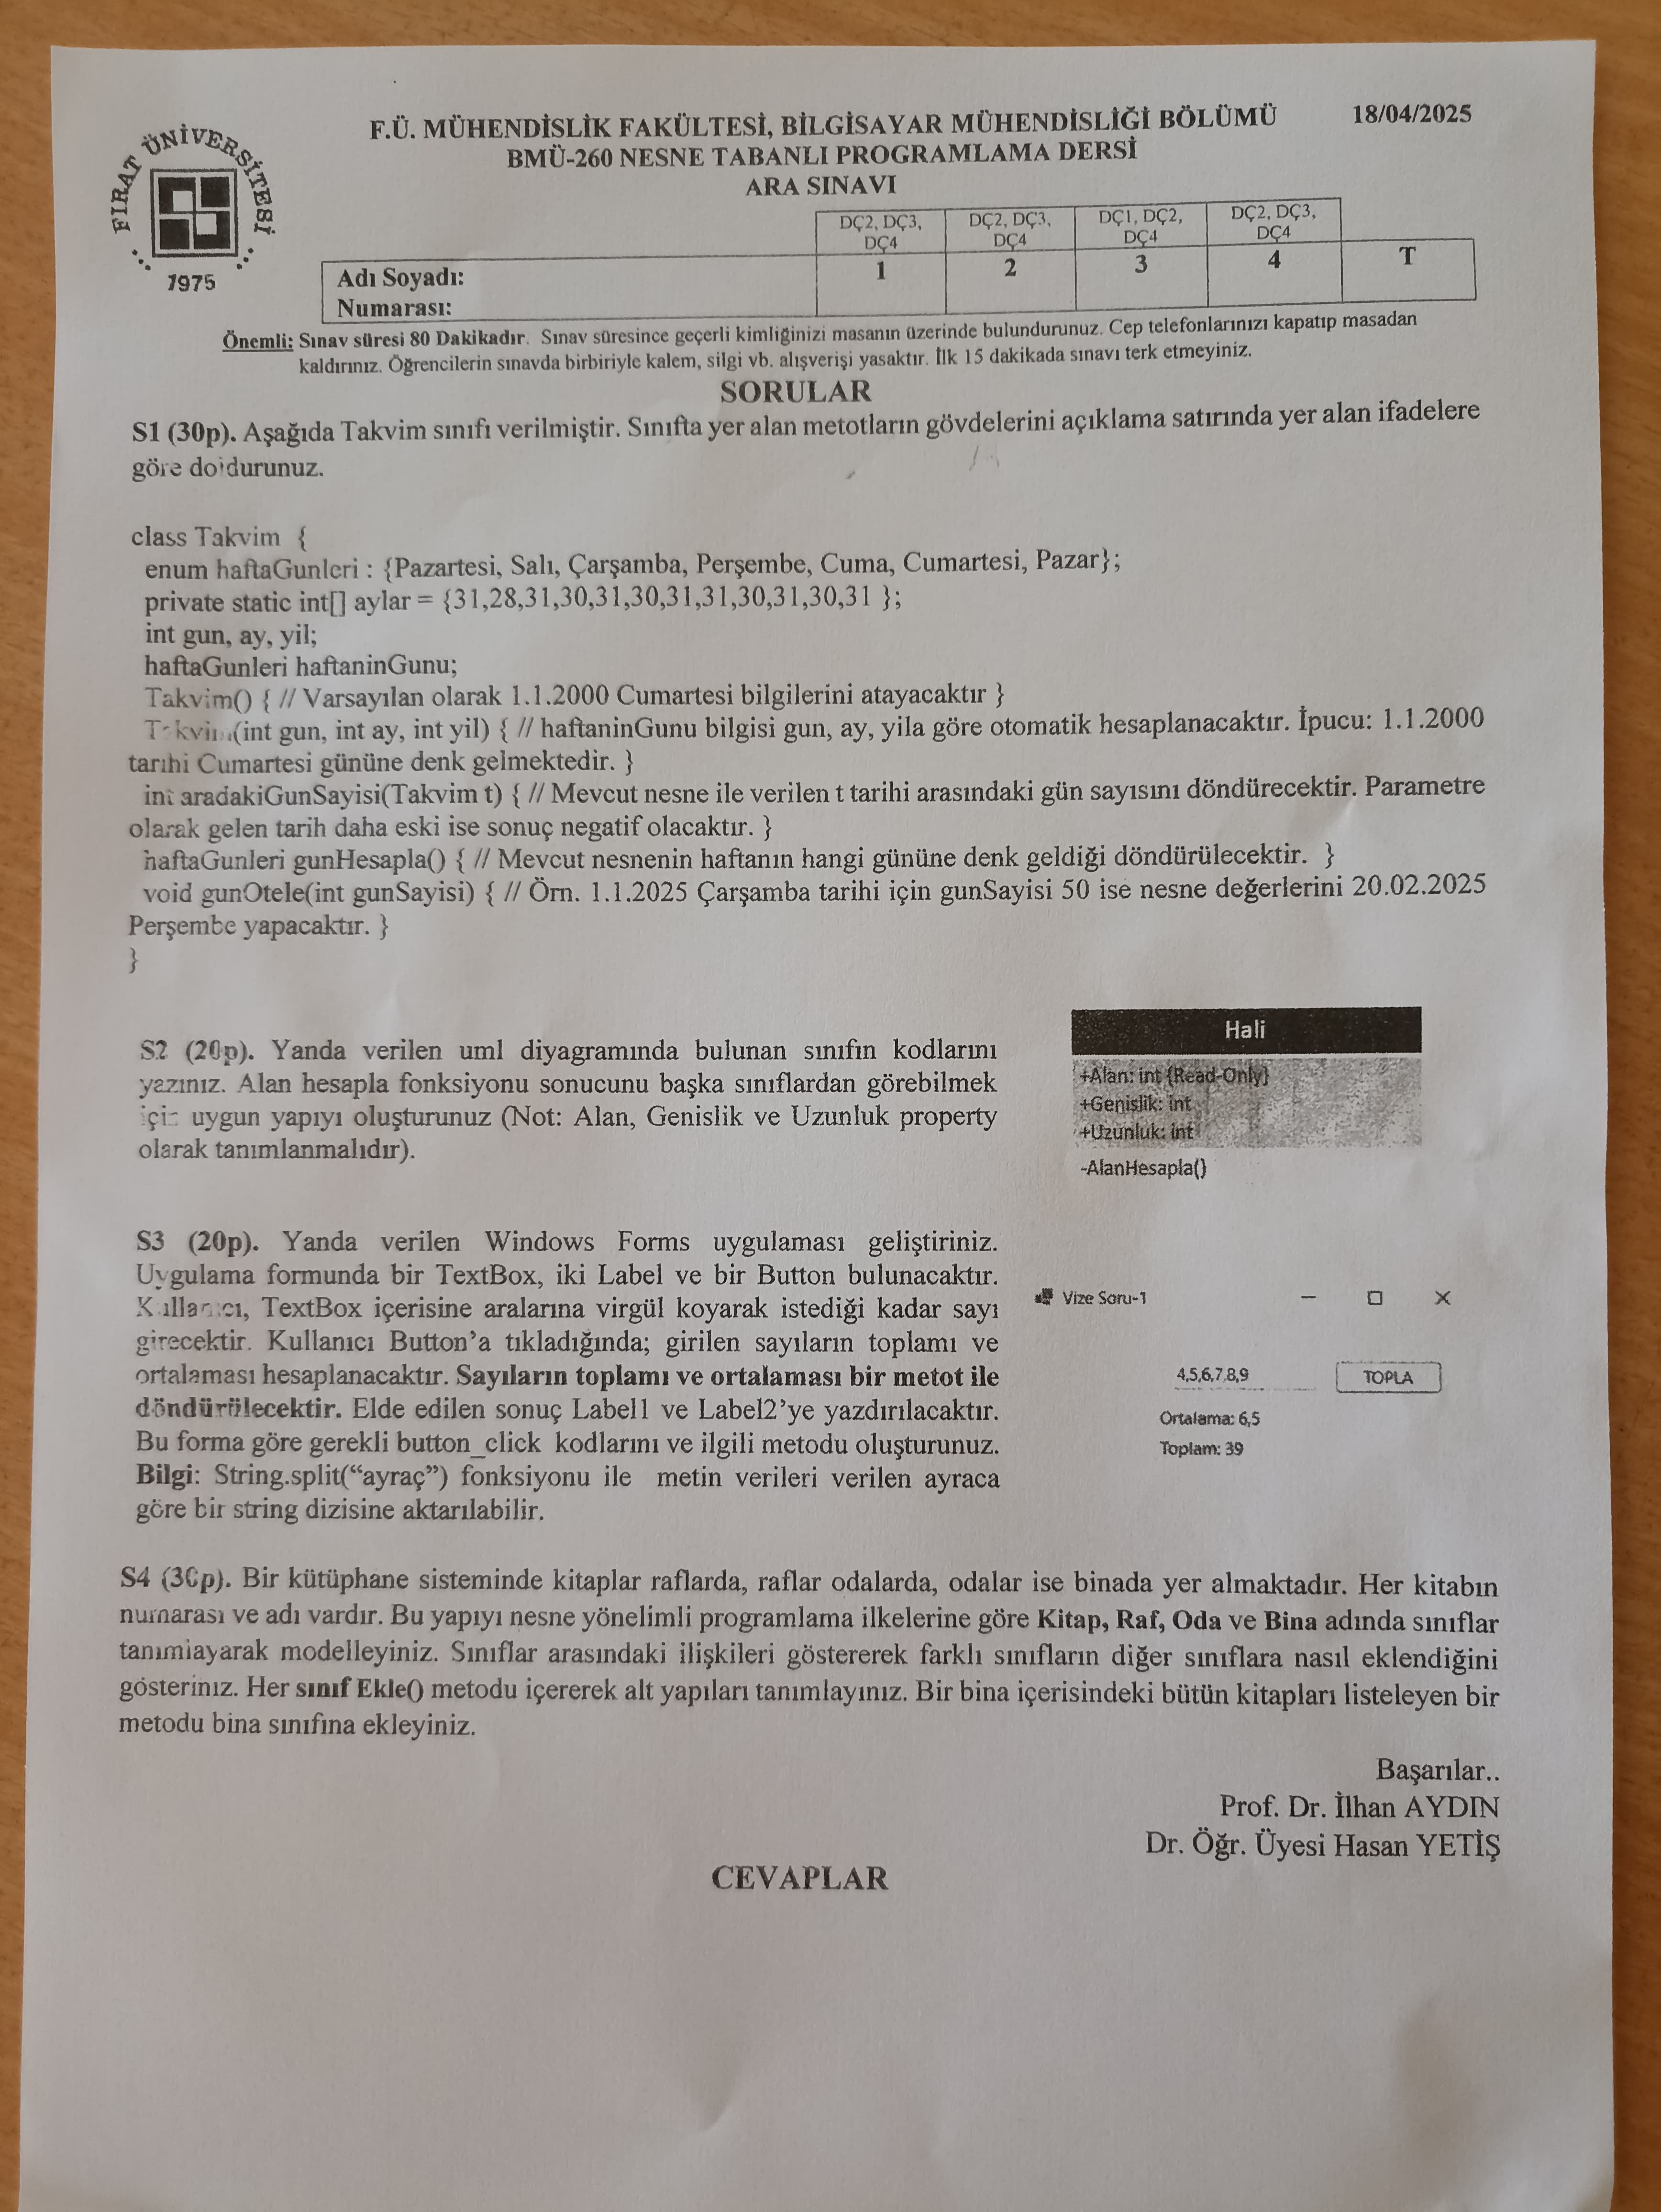 FIRAT ÜNİVERSİTESİ
1975
F.Ü. MÜHENDİSLİK FAKÜLTESİ, BİLGİSAYAR MÜHENDİSLİĞİ BÖLÜMÜ 18/04/2025
BMÜ-260 NESNE TABANLI PROGRAMLAMA DERSİ
ARA SINAVI
DÇ2, DÇ3, DÇ4 DÇ2, DÇ3, DÇ4 DÇ1, DÇ2, DÇ4 DÇ2, DÇ3, DÇ4
Adı Soyadı: 1 2 3 4 T
Numarası:
Önemli: Sınav süresi 80 Dakikadır. Sınav süresince geçerli kimliğinizi masanın üzerinde bulundurunuz. Cep telefonlarınızı kapatıp masadan
kaldırınız. Öğrencilerin sınavda birbiriyle kalem, silgi vb. alışverişi yasaktır. İlk 15 dakikada sınavı terk etmeyiniz.
SORULAR
S1 (30p). Aşağıda Takvim sınıfı verilmiştir. Sınıfta yer alan metotların gövdelerini açıklama satırında yer alan ifadelere
göre doldurunuz.
class Takvim {
enum haftaGunleri : {Pazartesi, Salı, Çarşamba, Perşembe, Cuma, Cumartesi, Pazar};
private static int[] aylar = {31,28,31,30,31,30,31,31,30,31,30,31 };
int gun, ay, yil;
haftaGunleri haftaninGunu;
Takvim() { // Varsayılan olarak 1.1.2000 Cumartesi bilgilerini atayacaktır }
Takvim(int gun, int ay, int yil) { // haftaninGunu bilgisi gun, ay, yila göre otomatik hesaplanacaktır. İpucu: 1.1.2000
tarihi Cumartesi gününe denk gelmektedir. }
int aradakiGunSayisi(Takvim t) { // Mevcut nesne ile verilen t tarihi arasındaki gün sayısını döndürecektir. Parametre
olarak gelen tarih daha eski ise sonuç negatif olacaktır. }
haftaGunleri gunHesapla() { // Mevcut nesnenin haftanın hangi gününe denk geldiği döndürülecektir. }
void gunOtele(int gunSayisi) { // Örn. 1.1.2025 Çarşamba tarihi için gunSayisi 50 ise nesne değerlerini 20.02.2025
Perşembe yapacaktır. }
}
S2 (20p). Yanda verilen uml diyagramında bulunan sınıfın kodlarını
yazınız. Alan hesapla fonksiyonu sonucunu başka sınıflardan görebilmek
için uygun yapıyı oluşturunuz (Not: Alan, Genislik ve Uzunluk property
olarak tanımlanmalıdır).
Hali
+Alan: int {Read-Only}
+Genişlik: int
+Uzunluk: int
-AlanHesapla()
S3 (20p). Yanda verilen Windows Forms uygulaması geliştiriniz.
Uygulama formunda bir TextBox, iki Label ve bir Button bulunacaktır.
Kullanıcı, TextBox içerisine aralarına virgül koyarak istediği kadar sayı
girecektir. Kullanıcı Button'a tıkladığında; girilen sayıların toplamı ve
ortalaması hesaplanacaktır. Sayıların toplamı ve ortalaması bir metot ile
döndürülecektir. Elde edilen sonuç Label1 ve Label2'ye yazdırılacaktır.
Bu forma göre gerekli button_click kodlarını ve ilgili metodu oluşturunuz.
Bilgi: String.split("ayraç") fonksiyonu ile metin verileri verilen ayraca
göre bir string dizisine aktarılabilir.
Vize Soru-1
4,5,6,7,8,9 TOPLA
Ortalama: 6,5
Toplam: 39
S4 (30p). Bir kütüphane sisteminde kitaplar raflarda, raflar odalarda, odalar ise binada yer almaktadır. Her kitabın
numarası ve adı vardır. Bu yapıyı nesne yönelimli programlama ilkelerine göre Kitap, Raf, Oda ve Bina adında sınıflar
tanımlayarak modelleyiniz. Sınıflar arasındaki ilişkileri göstererek farklı sınıfların diğer sınıflara nasıl eklendiğini
gösteriniz. Her sınıf Ekle() metodu içererek alt yapıları tanımlayınız. Bir bina içerisindeki bütün kitapları listeleyen bir
metodu bina sınıfına ekleyiniz.
Başarılar..
Prof. Dr. İlhan AYDIN
Dr. Öğr. Üyesi Hasan YETİŞ
CEVAPLAR